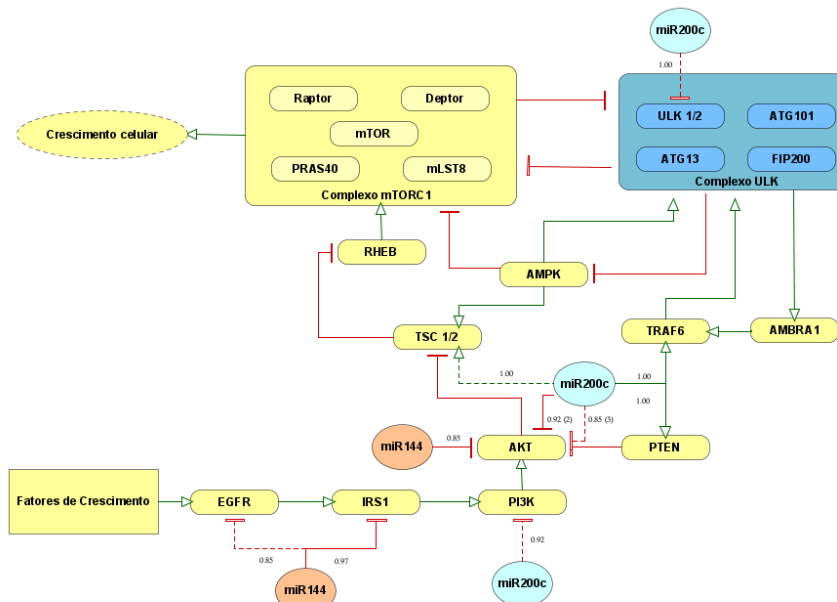 miR200c
1.00
Raptor
Deptor
mTOR
PRAS40
mLST8
Complexo mTORC1
Crescimento celular
ULK 1/2
ATG101
ATG13
FIP200
Complexo ULK
RHEB
AMPK
TSC 1/2
TRAF6
AMBRA1
1.00
miR200c
1.00
1.00
0.92 (2)
0.85 (3)
miR144
0.85
AKT
PTEN
Fatores de Crescimento
EGFR
IRS1
PI3K
0.85
0.97
0.92
miR144
miR200c